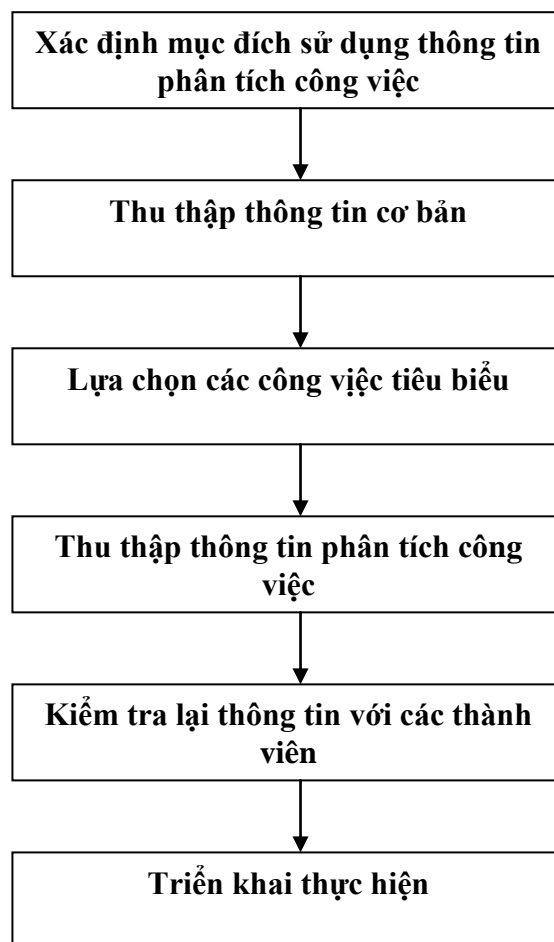 Xác định mục đích sử dụng thông tin
phân tích công việc
Thu thập thông tin cơ bản
Lựa chọn các công vịệc tiêu biểu
Thu thập thông tin phân tích công
việc
Kiểm tra lại thông tin với các thành
viên
Triển khai thực hiện